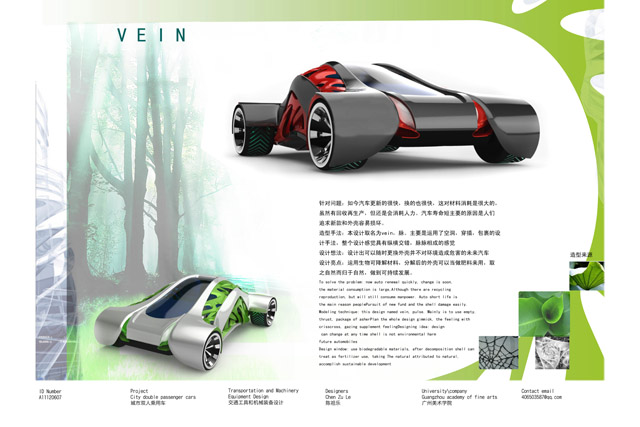 VEIN
针对问题：如今汽车更新的很快，换的也很快，这对材料消耗是很大的。
虽然有回收再生产，但还是会消耗人力。汽车寿命短主要的原因是人们
追求新款和外壳容易损坏。
造型手法：本设计取名为vein，脉。主要是运用了空洞，穿插，包裹的设
计手法，整个设计感觉具有纵横交错，脉脉相成的感觉
设计想法：设计出可以随时更换外壳并不对环境造成危害的未来汽车
设计亮点：运用生物可降解材料，分解后的外壳可以当做肥料来用，取
之自然而归于自然，做到可持续发展。
造型来源
To solve the problem: now auto renewal quickly, change is soon,
the material consumption is large.Although there are recycling
reproduction, but will still consume manpower. Auto short life is
the main reason peoplePursuit of new fund and the shell damage easily.
Modeling technique: this design named vein, pulse. Mainly is to use empty
thrust, package of asherPlan the whole design gimmick, the feeling with
crisscross, gazing supplement feelingDesigning idea: design
can change at any time shell is not environmental harm
future automobiles
Design window: use biodegradable materials, after decomposition shell can
treat as fertilizer use, taking The natural attributed to natural,
accomplish sustainable development
ID Number
A11120607
Project
City double passenger cars
城市双人乘用车
Transportation and Machinery
Equipment Design
交通工具和机械装备设计
Designers
Chen Zu Le
陈祖乐
University\company
Guangzhou academy of fine arts
广州美术学院
Contact email
406503567@qq.com